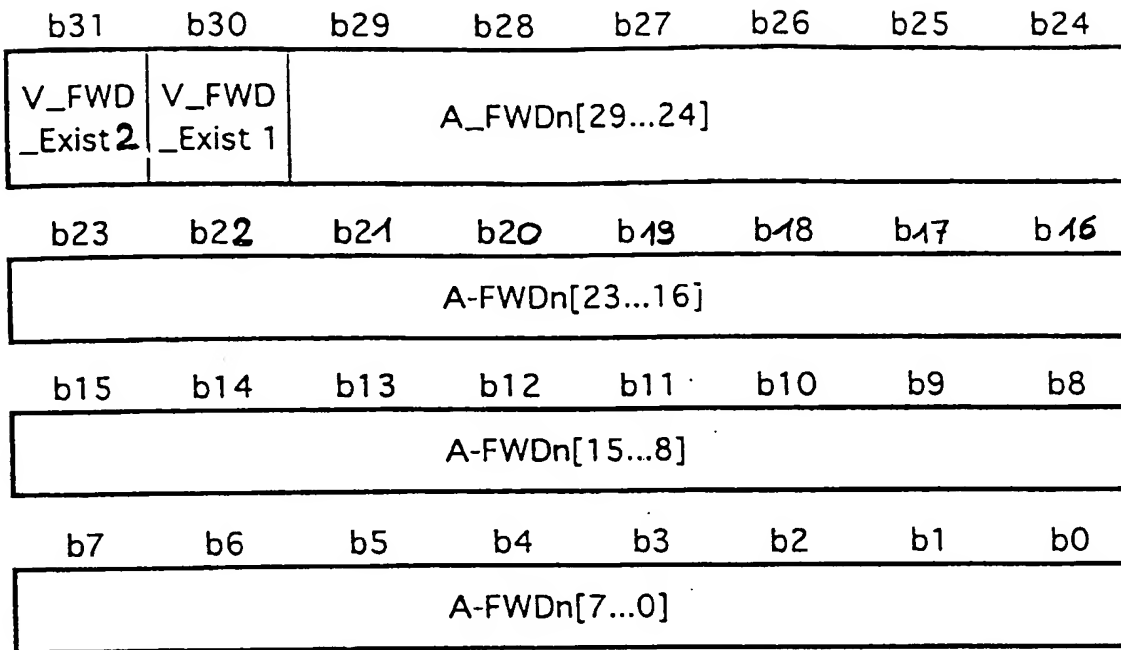 b31 b30 b29 b28 b27 b26 b25 b24
V_FWD V_FWD
A_FWDn[29...24]
_Exist 2 _Exist 1
b23 b22 b21 b20 b19 b18 b17 b16
A-FWDn[23...16]
b15 b14 b13 b12 b11 b10 b9 b8
A-FWDn[15...8]
b7 b6 b5 b4 b3 b2 b1 b0
A-FWDn[7...0]